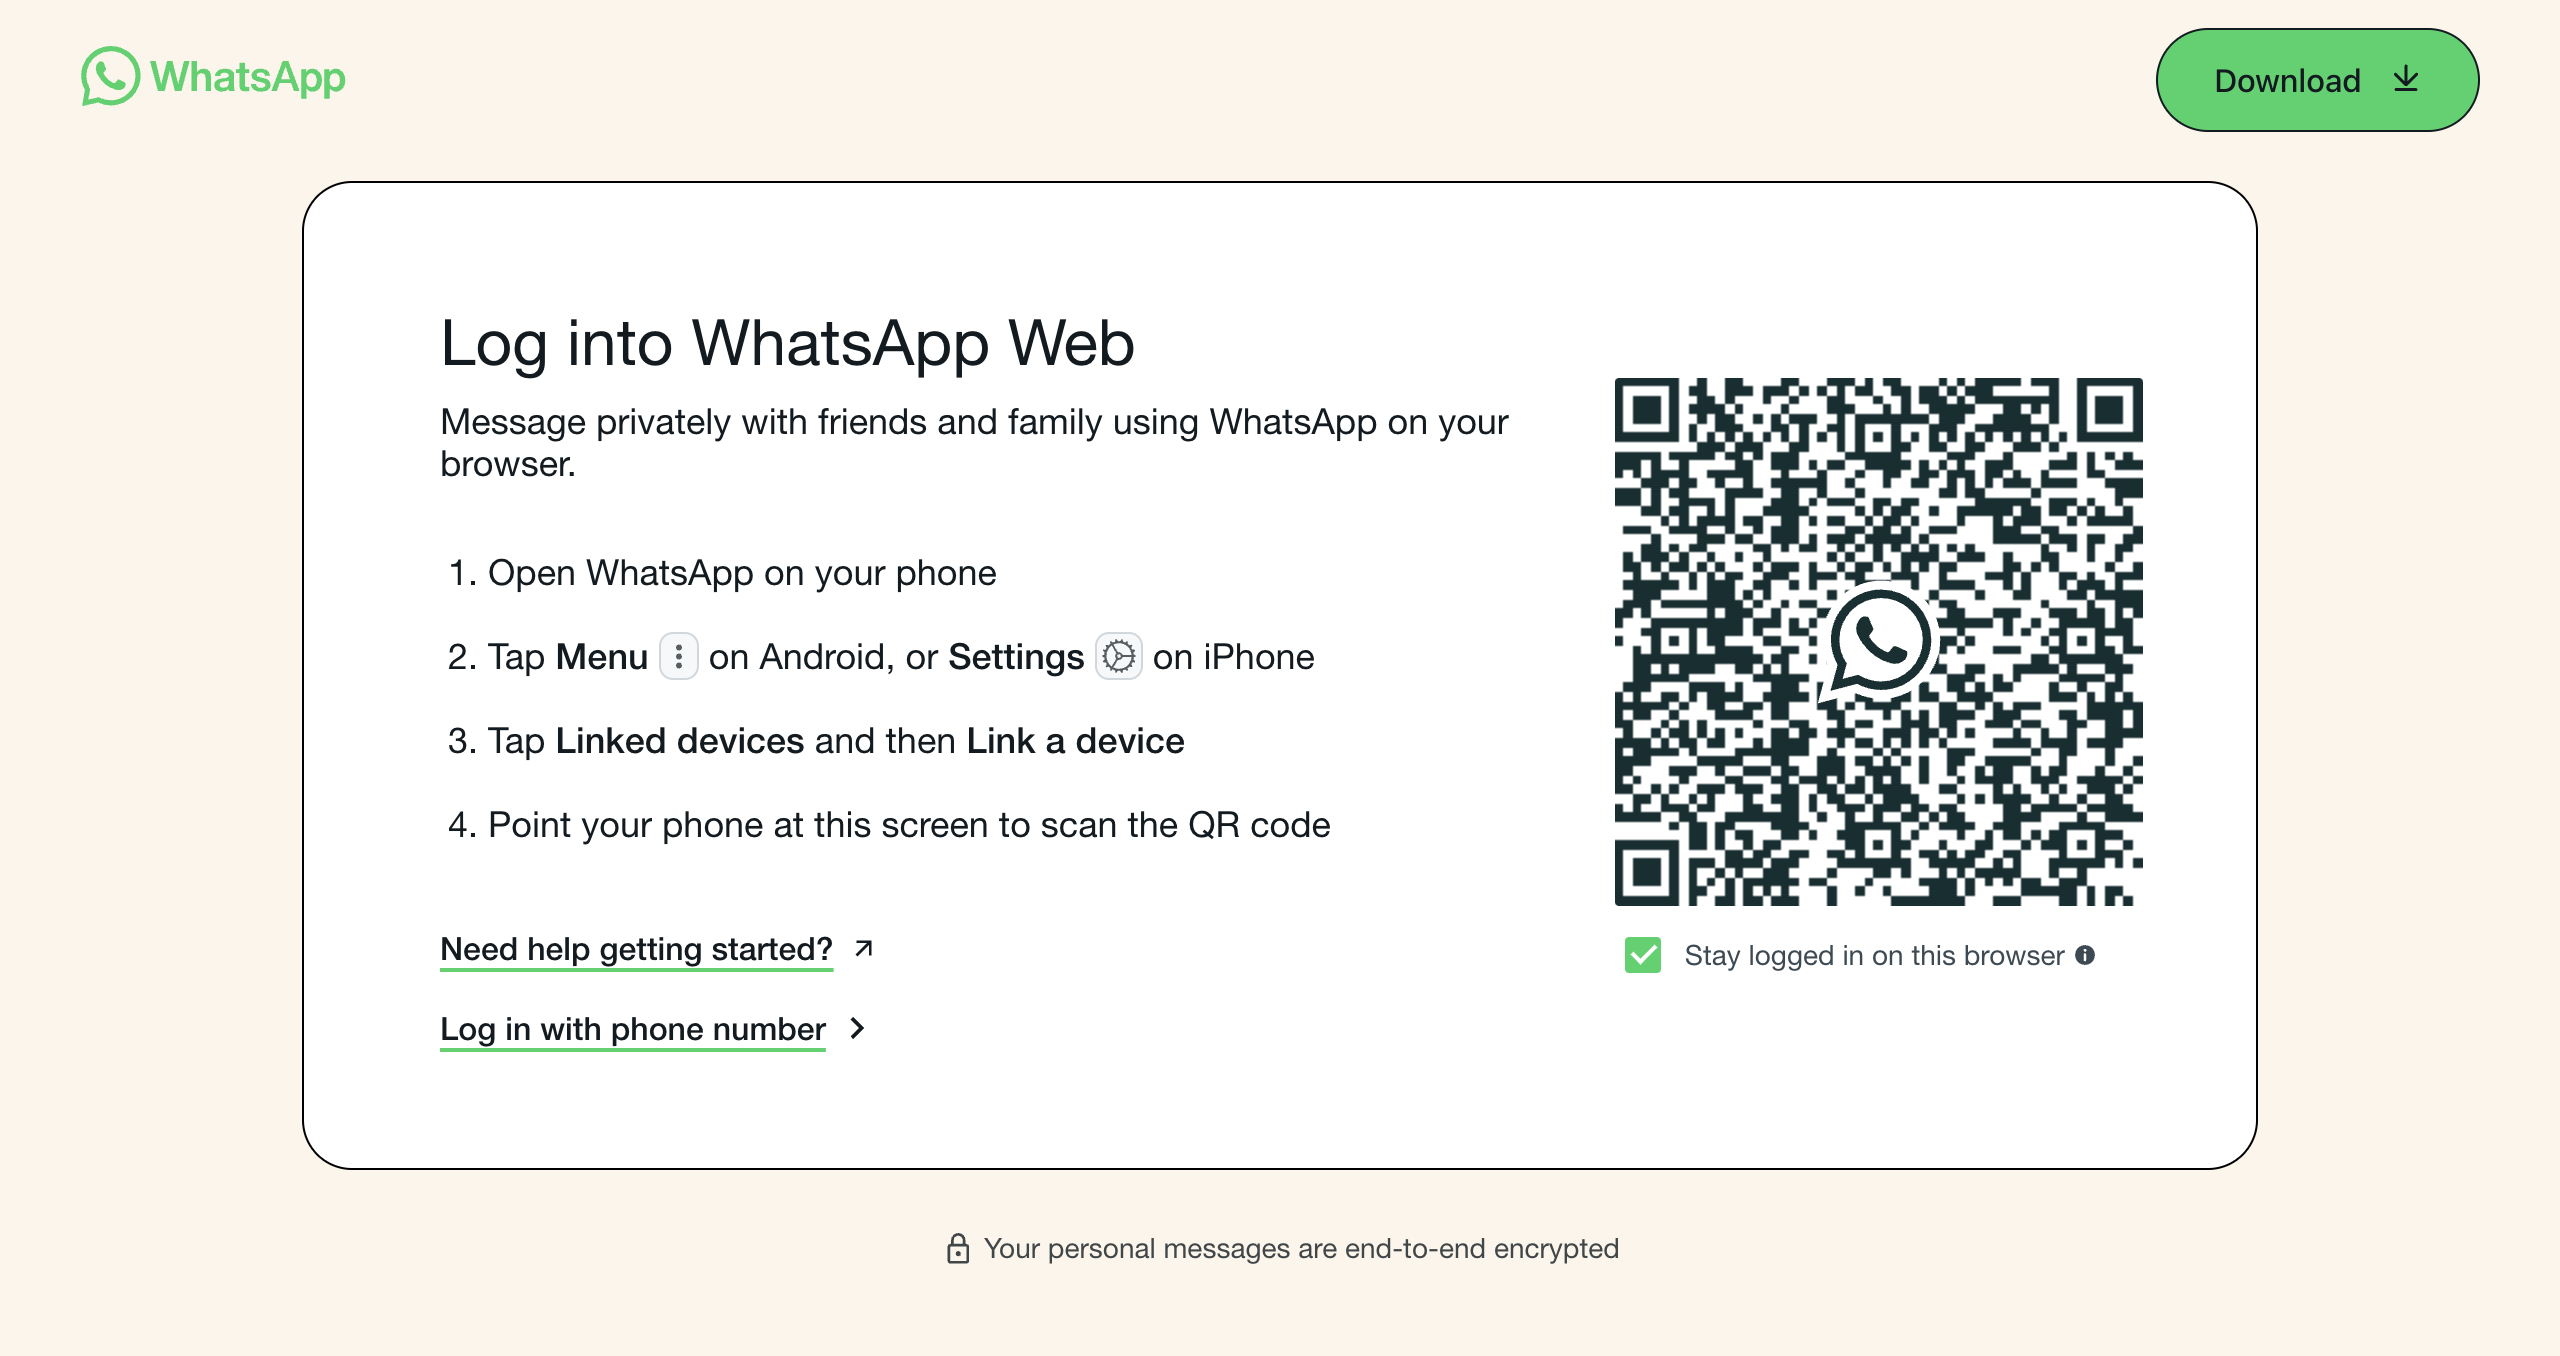 WhatsApp
Download
Log into WhatsApp Web
Message privately with friends and family using WhatsApp on your
browser.
1. Open WhatsApp on your phone
2. Tap Menu on Android, or Settings on iPhone
3. Tap Linked devices and then Link a device
4. Point your phone at this screen to scan the QR code
Need help getting started?
Log in with phone number
Stay logged in on this browser
Your personal messages are end-to-end encrypted